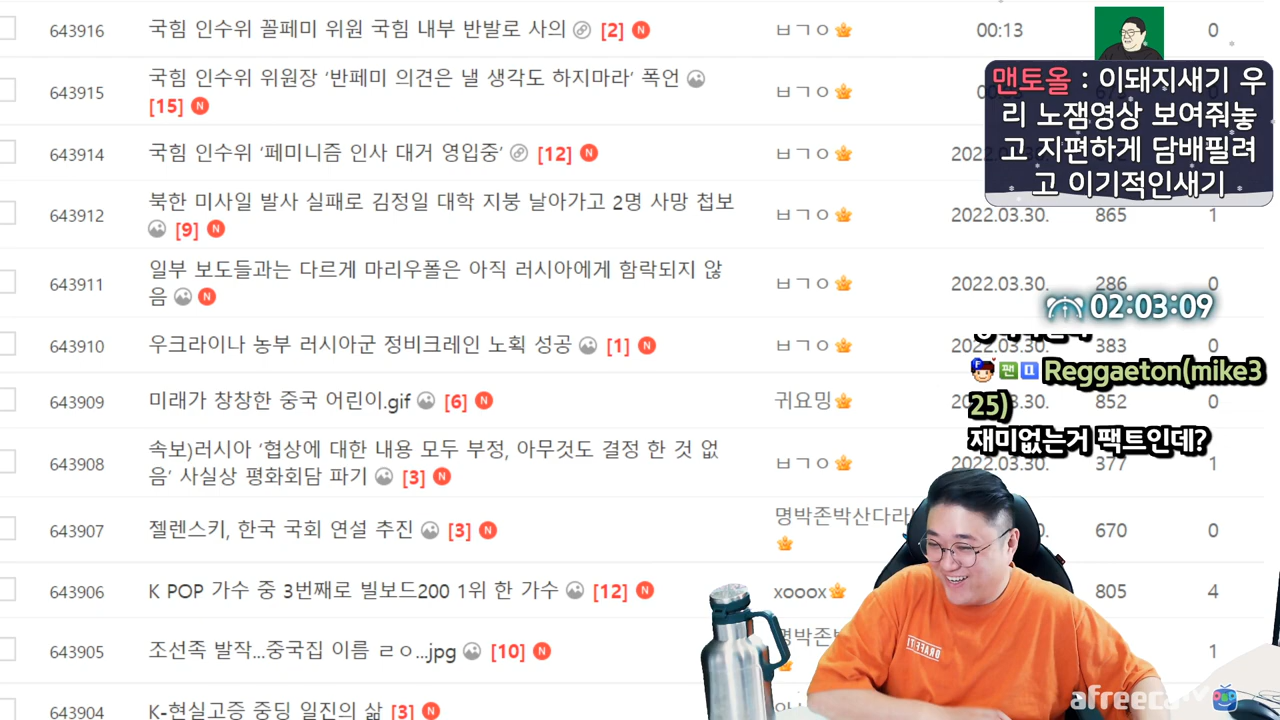 643916 국힘 인수위 꼴페미 위원 국힘 내부 반발로 사의 [2] N ㅂㄱㅇ 00:13 0
643915 국힘 인수위 위원장 ‘반페미 의견은 낼 생각도 하지마라’ 폭언
[15] N ㅂㄱㅇ
643914 국힘 인수위 ‘페미니즘 인사 대거 영입중’ [12] N ㅂㄱㅇ
643912 북한 미사일 발사 실패로 김정일 대학 지붕 날아가고 2명 사망 첩보
[9] N ㅂㄱㅇ 2022.03.30. 865 1
643911 일부 보도들과는 다르게 마리우폴은 아직 러시아에게 함락되지 않
음 N ㅂㄱㅇ 2022.03.30. 286 0
643910 우크라이나 농부 러시아군 정비크레인 노획 성공 [1] N ㅂㄱㅇ 2022.03.30. 383 0
643909 미래가 창창한 중국 어린이.gif [6] N 귀요밍 852 0
643908 속보)러시아 ‘협상에 대한 내용 모두 부정, 아무것도 결정 한 것 없
음’ 사실상 평화회담 파기 [3] N ㅂㄱㅇ 2022.03.30. 377 1
643907 젤렌스키, 한국 국회 연설 추진 [3] N 명박존박산다라 670 0
643906 K POP 가수 중 3번째로 빌보드200 1위 한 가수 [12] N xooox 805 4
643905 조선족 발작...중국집 이름 ㄹㅇ...jpg [10] N 명박존 1
643904 K-현실고증 중딩 일진의 삶 [3] N
맨토올 : 이돼지새기 우
리 노잼영상 보여줘놓
고 지편하게 담배필려
고 이기적인새기
02:03:09
F 팬 Reggaeton(mike3
25)
재미없는거 팩트인데?
GRAFFITI
afreecaTV